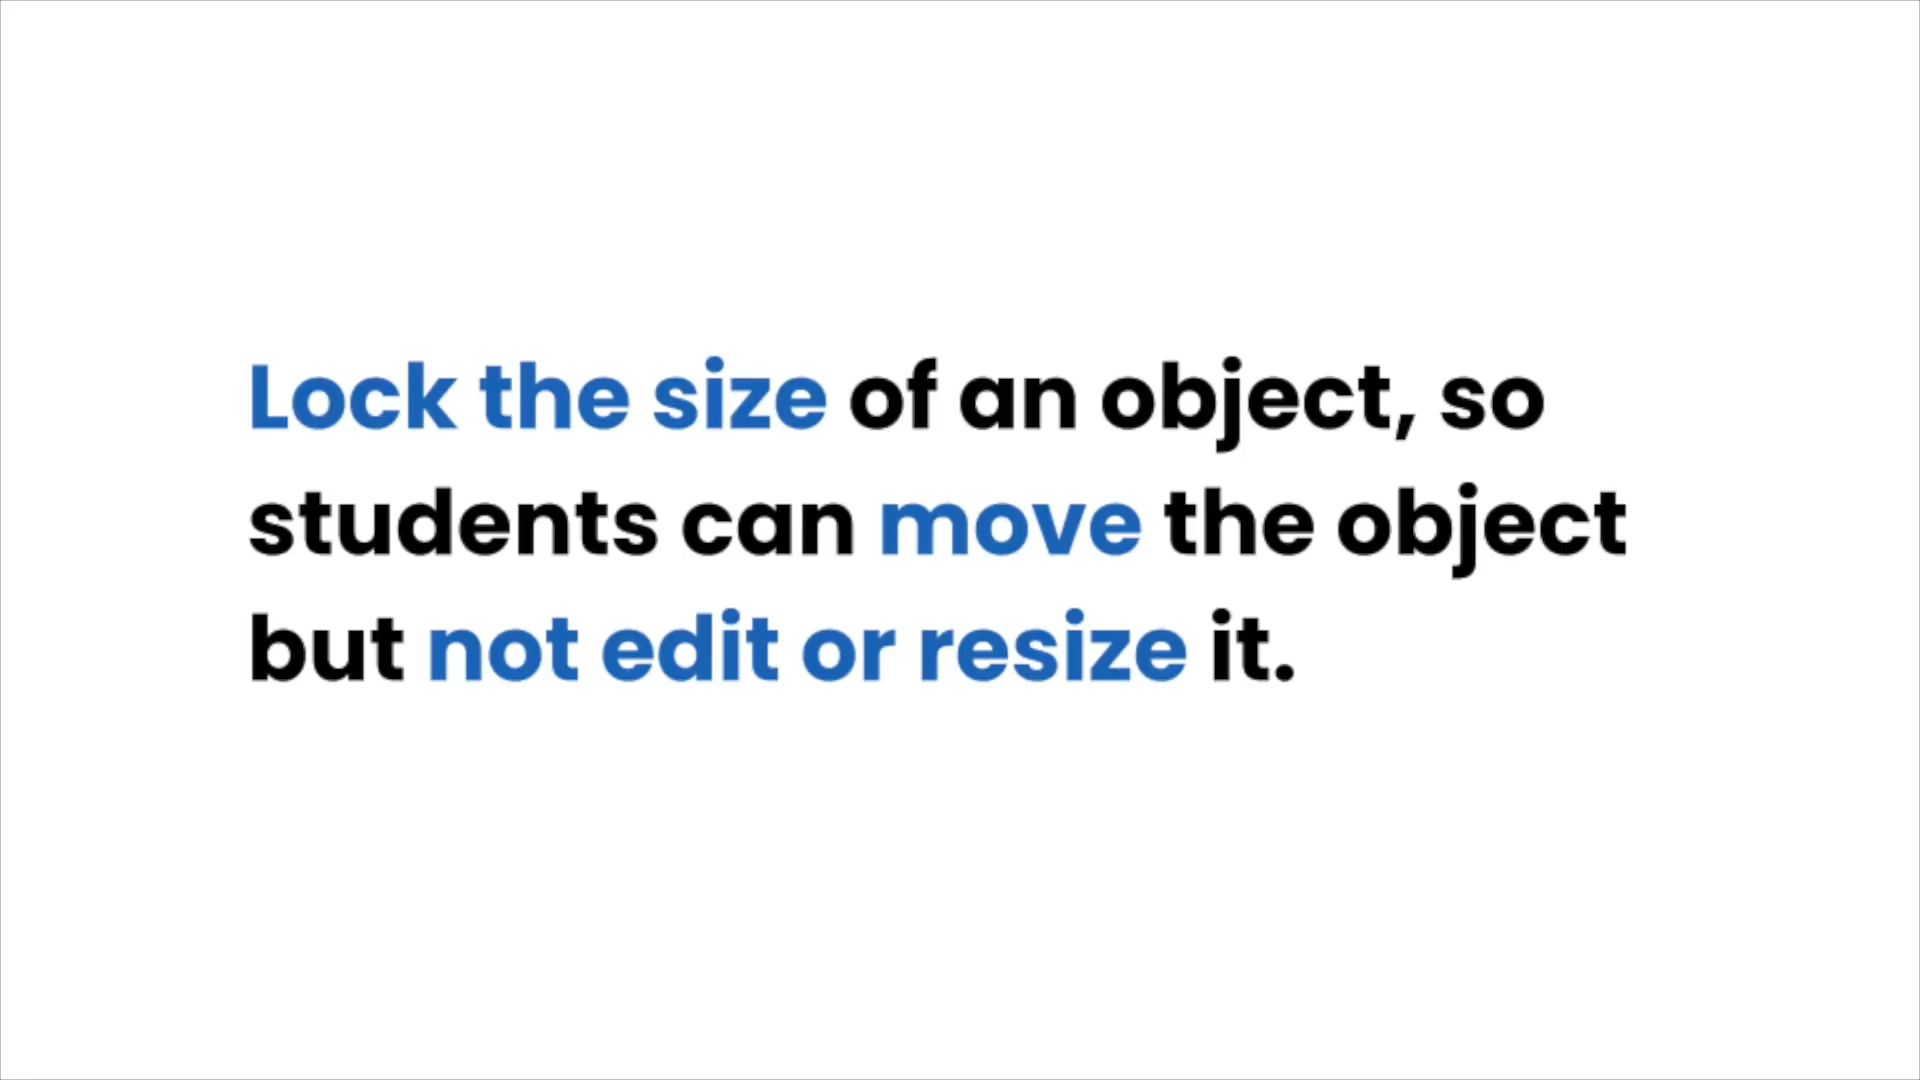 Lock the size of an object, so
students can move the object
but not edit or resize it.